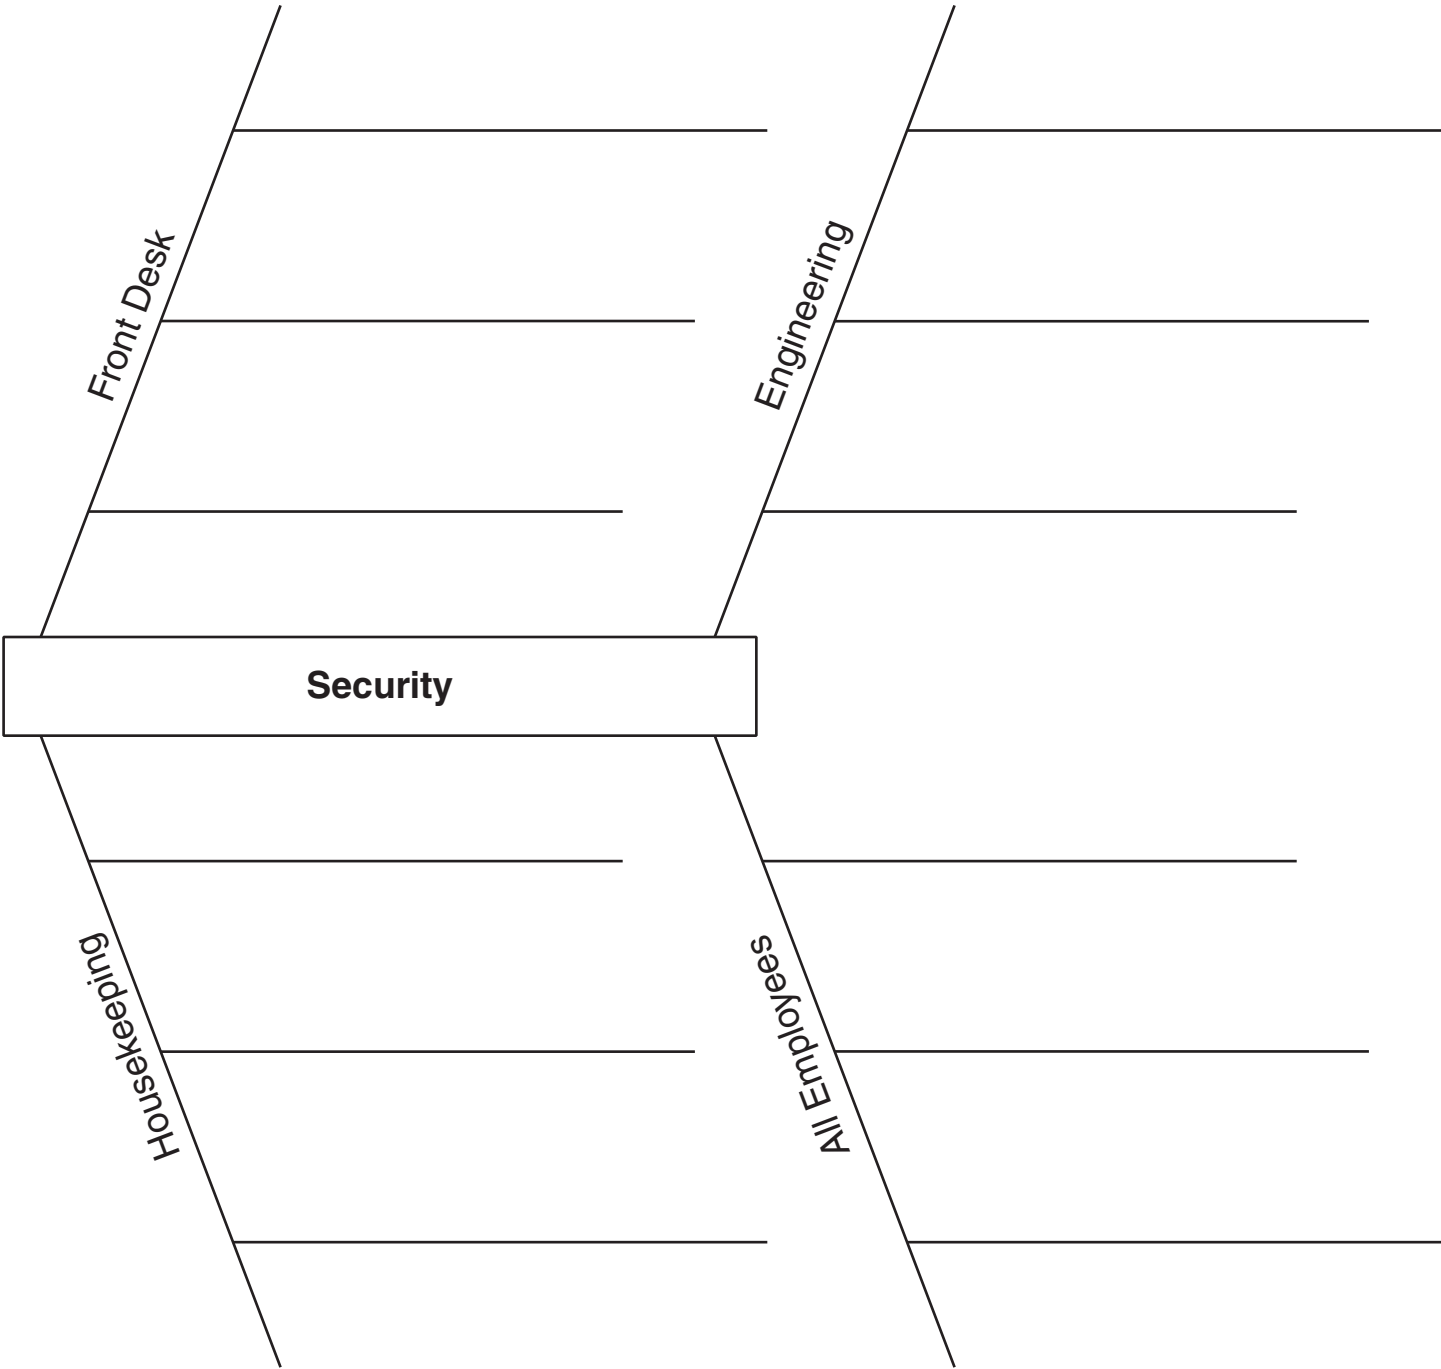 Front Desk
Engineering
Security
Housekeeping
All Employees